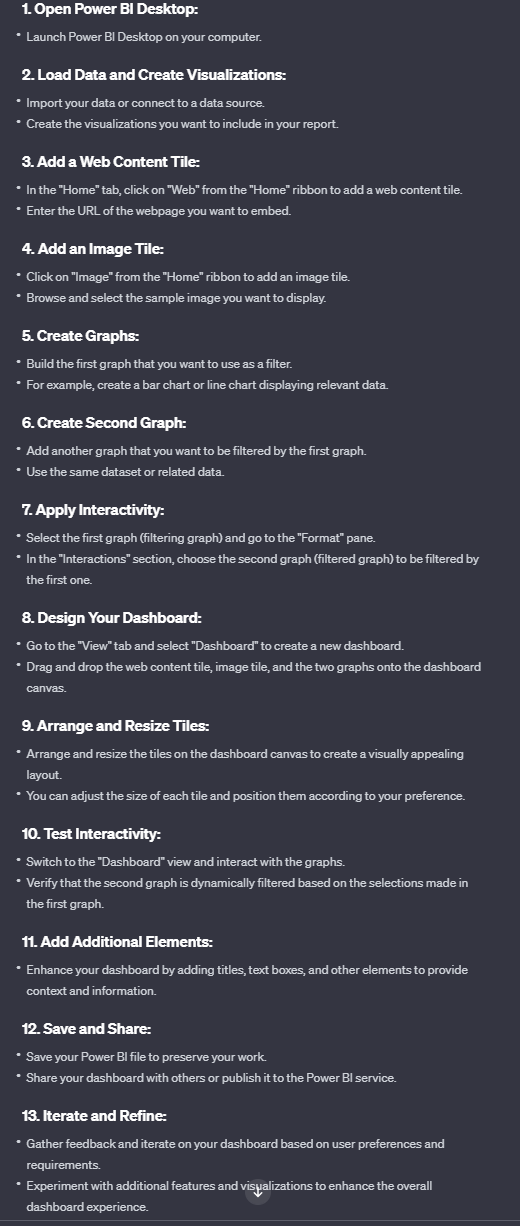 1. Open Power BI Desktop:
• Launch Power BI Desktop on your computer.
2. Load Data and Create Visualizations:
• Import your data or connect to a data source.
• Create the visualizations you want to include in your report.
3. Add a Web Content Tile:
• In the "Home" tab, click on "Web" from the "Home" ribbon to add a web content tile.
• Enter the URL of the webpage you want to embed.
4. Add an Image Tile:
• Click on "Image" from the "Home" ribbon to add an image tile.
• Browse and select the sample image you want to display.
5. Create Graphs:
• Build the first graph that you want to use as a filter.
• For example, create a bar chart or line chart displaying relevant data.
6. Create Second Graph:
• Add another graph that you want to be filtered by the first graph.
• Use the same dataset or related data.
7. Apply Interactivity:
• Select the first graph (filtering graph) and go to the "Format" pane.
• In the "Interactions" section, choose the second graph (filtered graph) to be filtered by
the first one.
8. Design Your Dashboard:
• Go to the "View" tab and select "Dashboard" to create a new dashboard.
• Drag and drop the web content tile, image tile, and the two graphs onto the dashboard
canvas.
9. Arrange and Resize Tiles:
• Arrange and resize the tiles on the dashboard canvas to create a visually appealing
layout.
• You can adjust the size of each tile and position them according to your preference.
10. Test Interactivity:
• Switch to the "Dashboard" view and interact with the graphs.
• Verify that the second graph is dynamically filtered based on the selections made in
the first graph.
11. Add Additional Elements:
• Enhance your dashboard by adding titles, text boxes, and other elements to provide
context and information.
12. Save and Share:
• Save your Power BI file to preserve your work.
• Share your dashboard with others or publish it to the Power BI service.
13. Iterate and Refine:
• Gather feedback and iterate on your dashboard based on user preferences and
requirements.
• Experiment with additional features and visualizations to enhance the overall
dashboard experience.